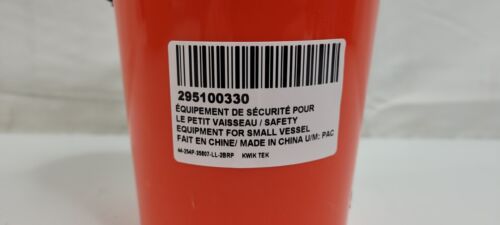 295100330
ÉQUIPEMENT DE SÉCURITÉ POUR
LE PETIT VAISSEAU / SAFETY
EQUIPMENT FOR SMALL VESSEL
FAIT EN CHINE/ MADE IN CHINA U/M: PAC
44-254P-35807-LL-2BRP KWIK TEK